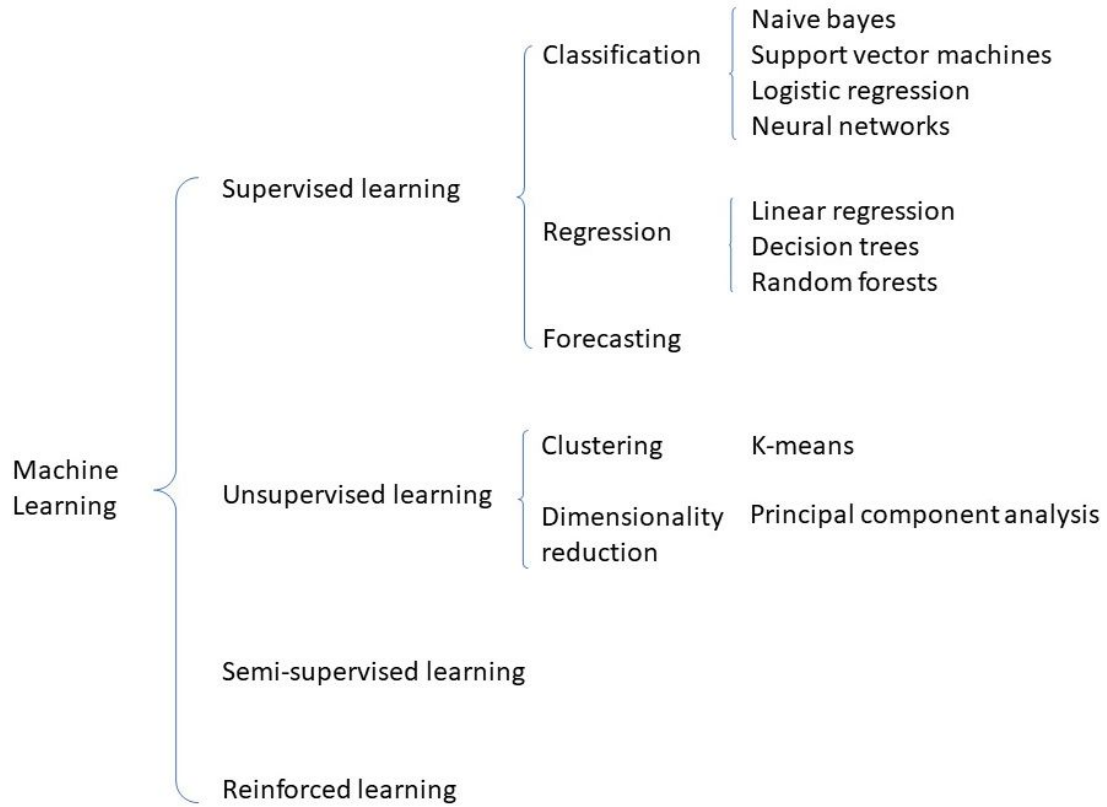 Machine
Learning
Supervised learning
Classification
Naive bayes
Support vector machines
Logistic regression
Neural networks
Regression
Linear regression
Decision trees
Random forests
Forecasting
Unsupervised learning
Clustering
K-means
Dimensionality
reduction
Principal component analysis
Semi-supervised learning
Reinforced learning